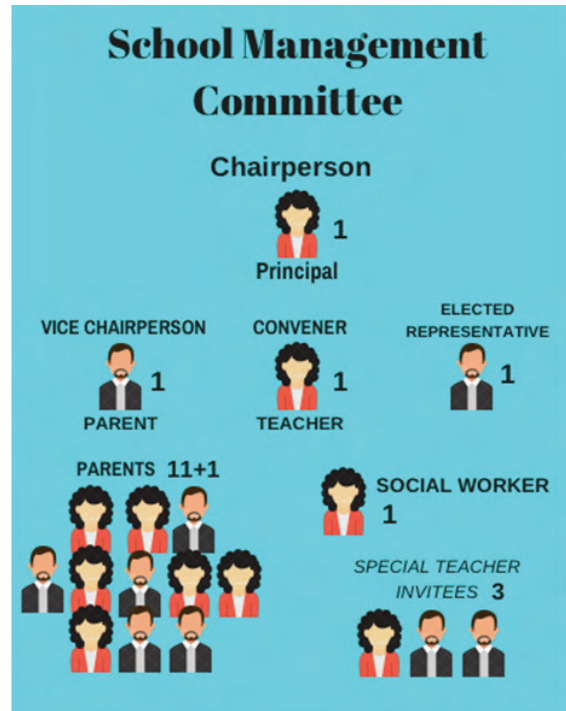 School Management
Committee
Chairperson
1
Principal
VICE CHAIRPERSON
1
PARENT
CONVENER
1
TEACHER
ELECTED
REPRESENTATIVE
1
PARENTS 11+1
SOCIAL WORKER
1
SPECIAL TEACHER
INVITEES 3